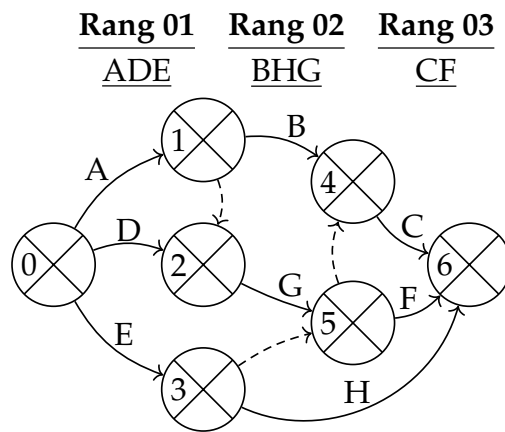 Rang 01 Rang 02 Rang 03
ADE BHG CF
1 B
A 4
D C
0 2 6
G F
5
E
3 H